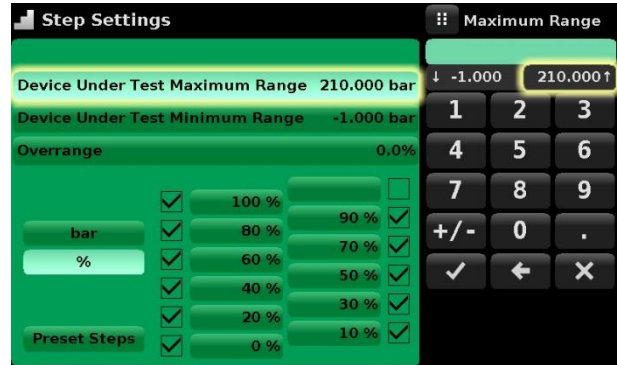 Step Settings
Device Under Test Maximum Range 210.000 bar
Device Under Test Minimum Range -1.000 bar
Overrange 0.0%
bar
%
Preset Steps
100 %
80 %
60 %
40 %
20 %
0 %
90 %
70 %
50 %
30 %
10 %
Maximum Range
↓ -1.000 210.000↑
1 2 3
4 5 6
7 8 9
+/- 0 .